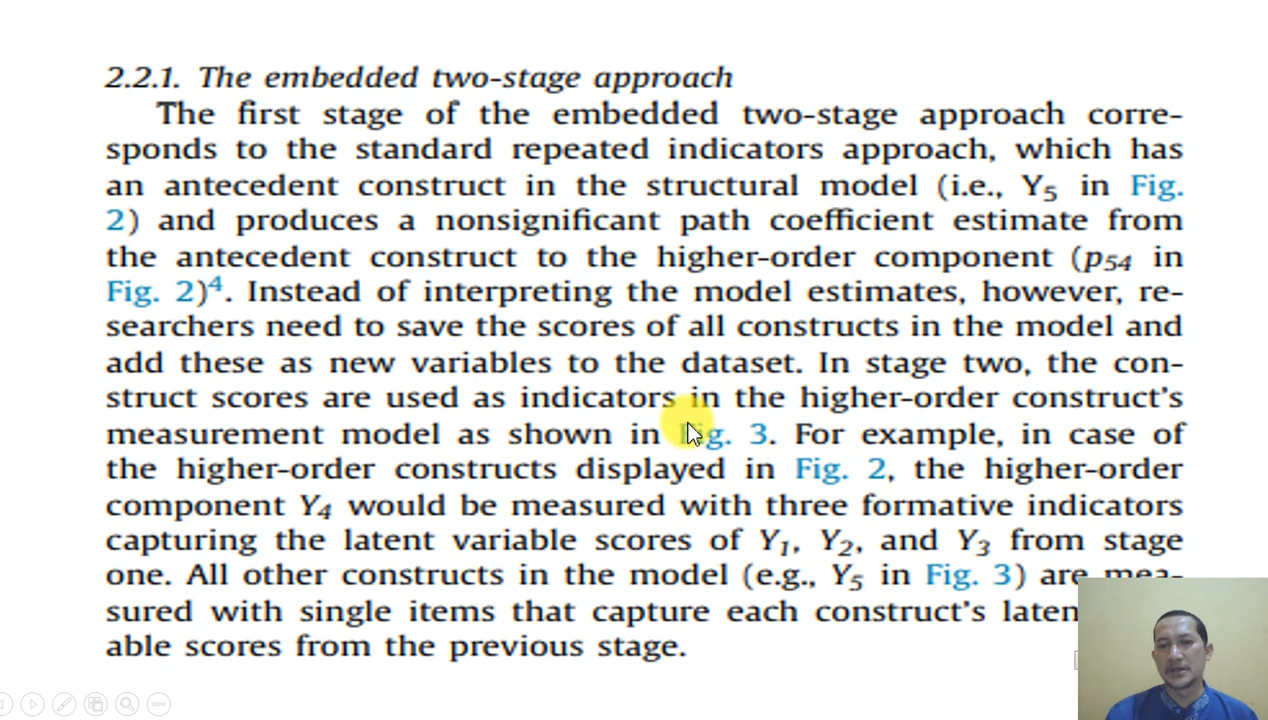 2.2.1. The embedded two-stage approach
The first stage of the embedded two-stage approach corre-
sponds to the standard repeated indicators approach, which has
an antecedent construct in the structural model (i.e., Y5 in Fig.
2) and produces a nonsignificant path coefficient estimate from
the antecedent construct to the higher-order component (p54 in
Fig. 2)4. Instead of interpreting the model estimates, however, re-
searchers need to save the scores of all constructs in the model and
add these as new variables to the dataset. In stage two, the con-
struct scores are used as indicators in the higher-order construct's
measurement model as shown in Fig. 3. For example, in case of
the higher-order constructs displayed in Fig. 2, the higher-order
component Y4 would be measured with three formative indicators
capturing the latent variable scores of Y1, Y2, and Y3 from stage
one. All other constructs in the model (e.g., Y5 in Fig. 3) are mea-
sured with single items that capture each construct's laten
able scores from the previous stage.